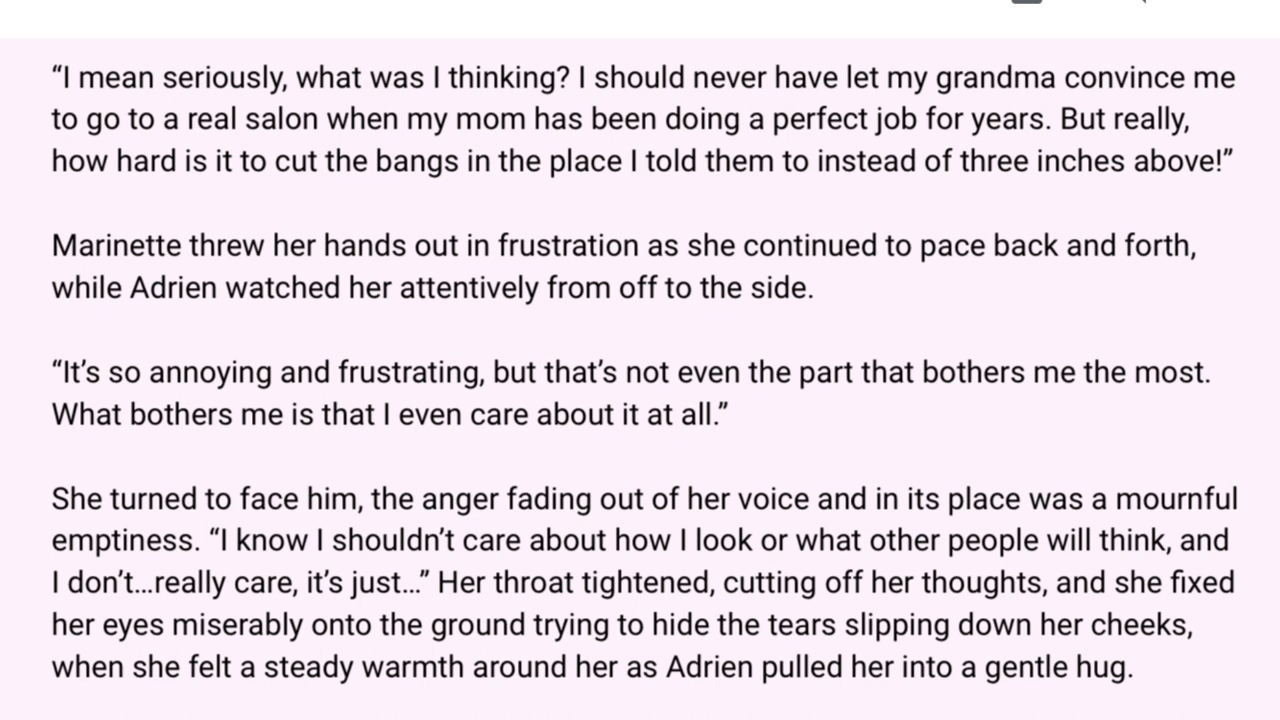 “I mean seriously, what was I thinking? I should never have let my grandma convince me
to go to a real salon when my mom has been doing a perfect job for years. But really,
how hard is it to cut the bangs in the place I told them to instead of three inches above!”
Marinette threw her hands out in frustration as she continued to pace back and forth,
while Adrien watched her attentively from off to the side.
“It’s so annoying and frustrating, but that’s not even the part that bothers me the most.
What bothers me is that I even care about it at all.”
She turned to face him, the anger fading out of her voice and in its place was a mournful
emptiness. “I know I shouldn’t care about how I look or what other people will think, and
I don’t...really care, it’s just...” Her throat tightened, cutting off her thoughts, and she fixed
her eyes miserably onto the ground trying to hide the tears slipping down her cheeks,
when she felt a steady warmth around her as Adrien pulled her into a gentle hug.